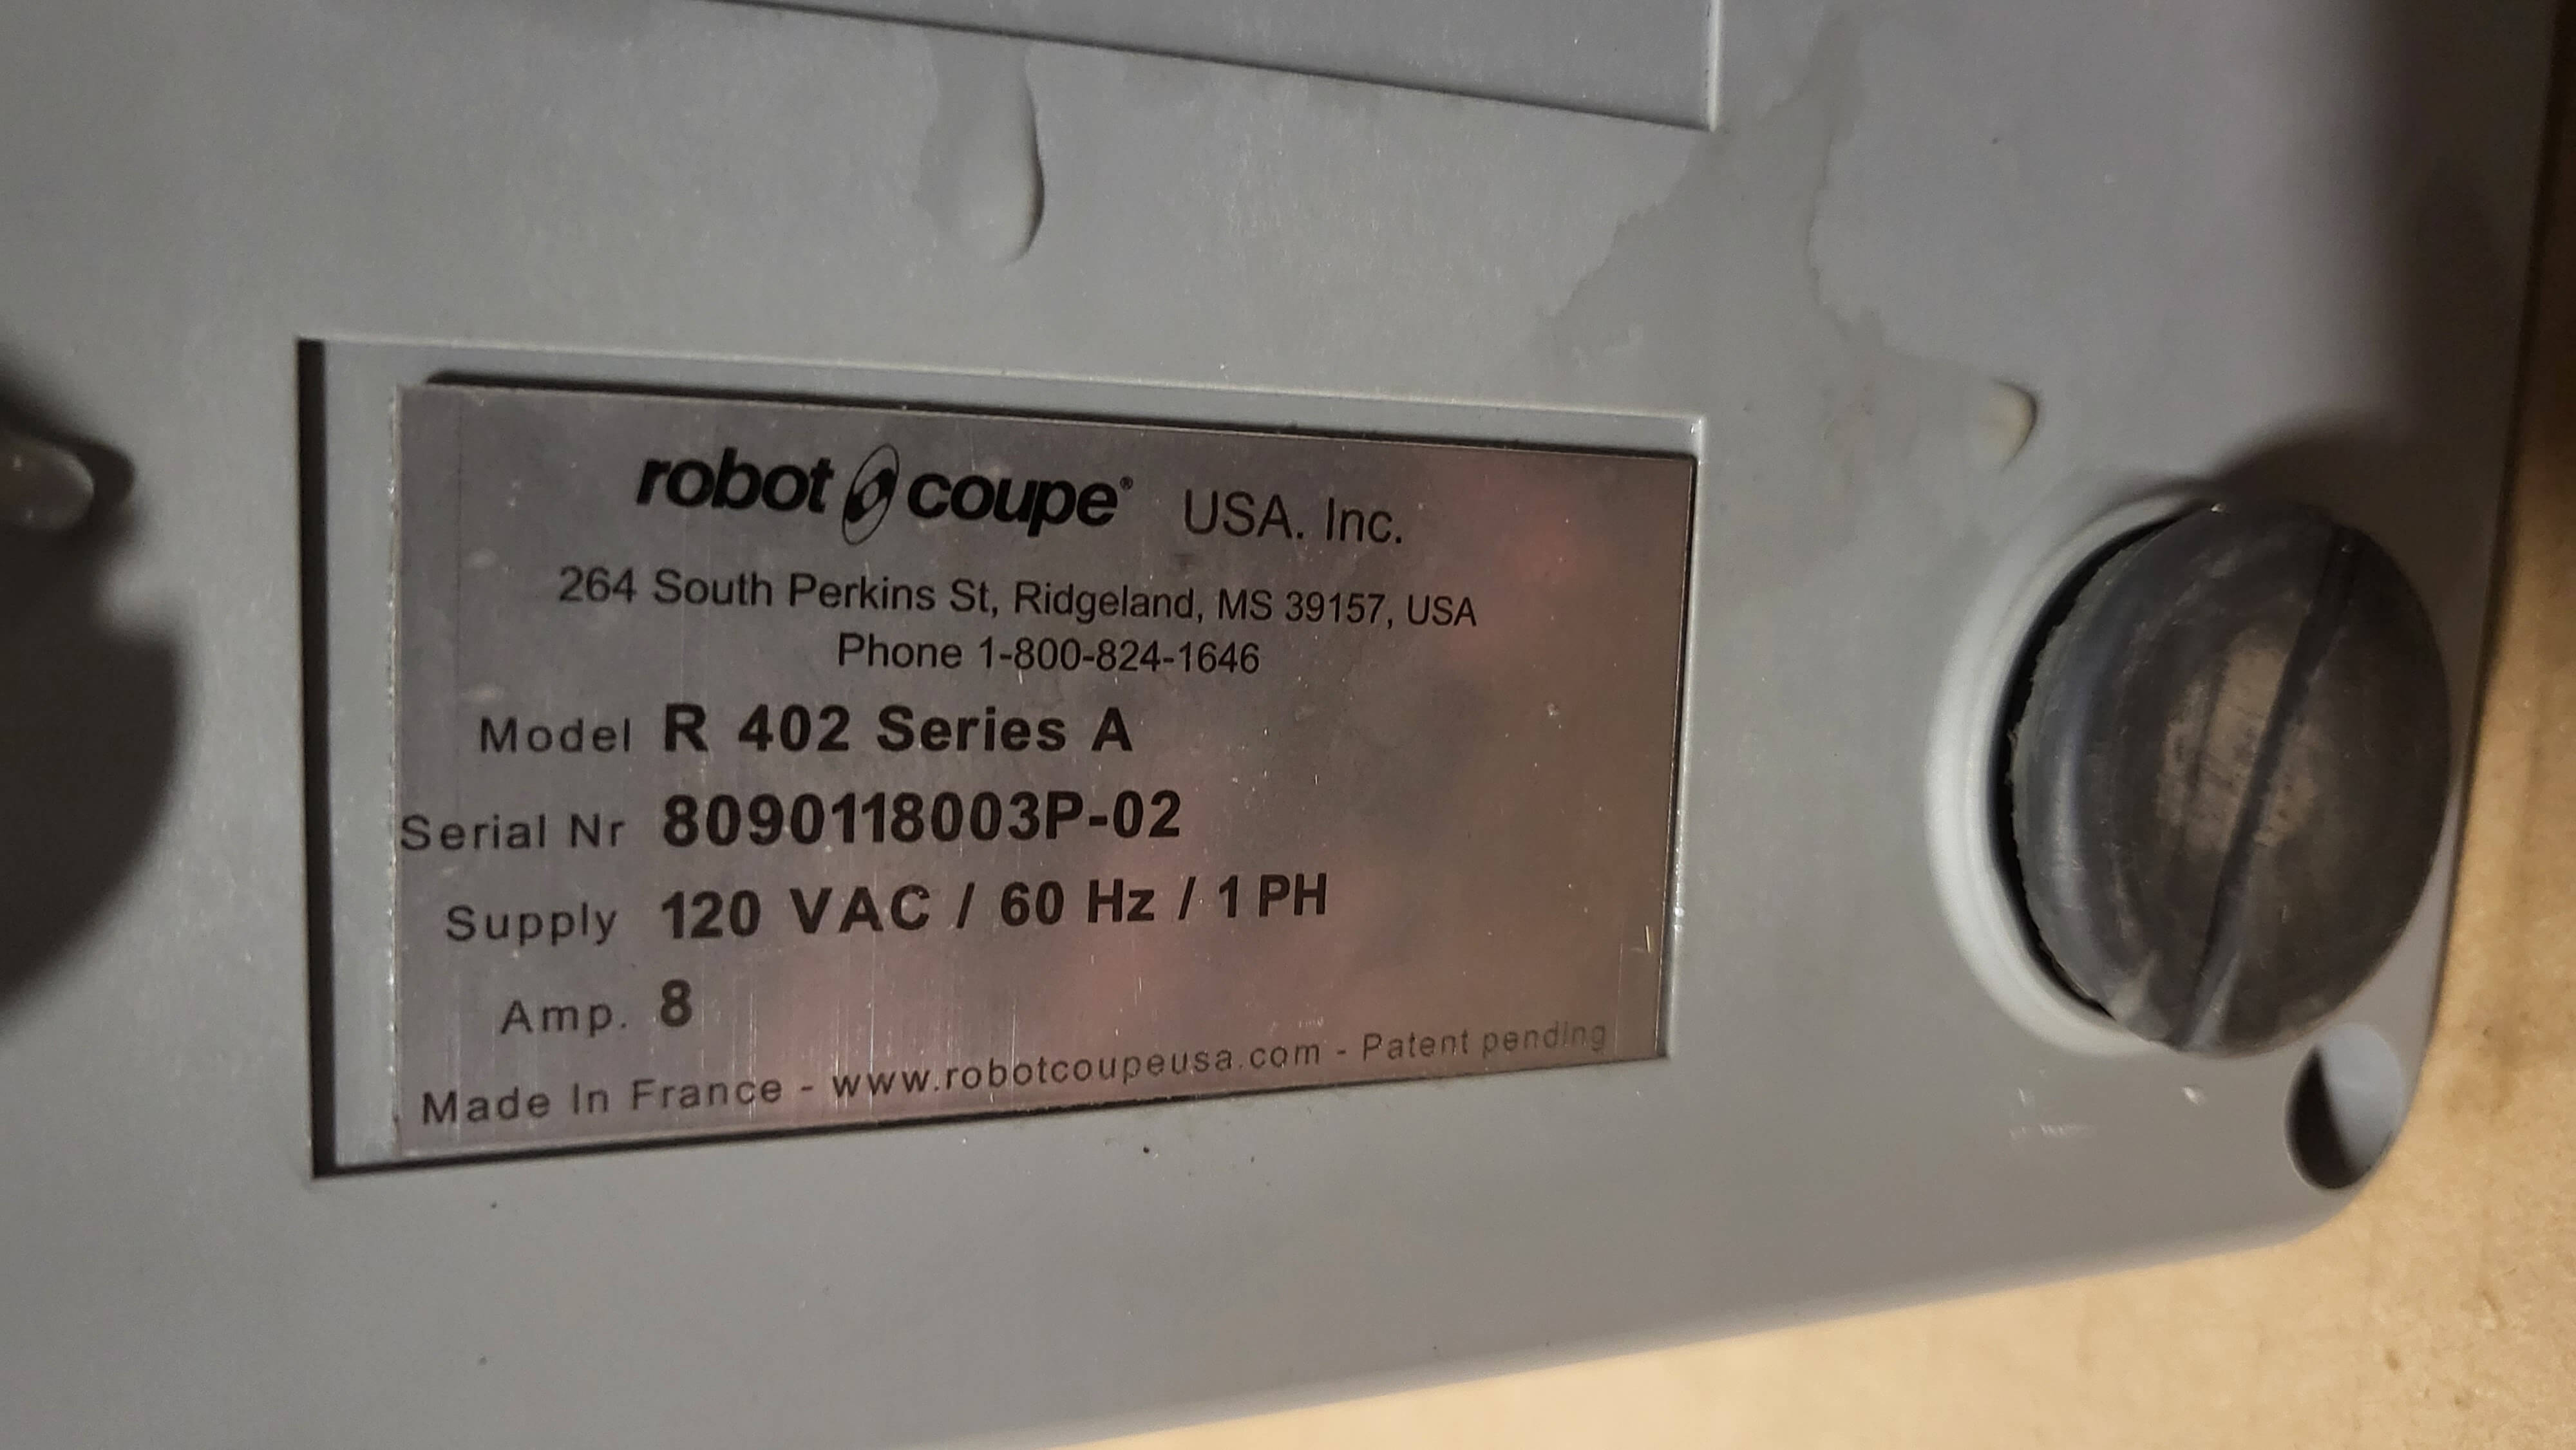 robot coupe® USA. Inc.
264 South Perkins St, Ridgeland, MS 39157, USA
Phone 1-800-824-1646
Model R 402 Series A
Serial Nr 8090118003P-02
Supply 120 VAC / 60 Hz / 1 PH
Amp. 8
Made In France - www.robotcoupeusa.com - Patent pending